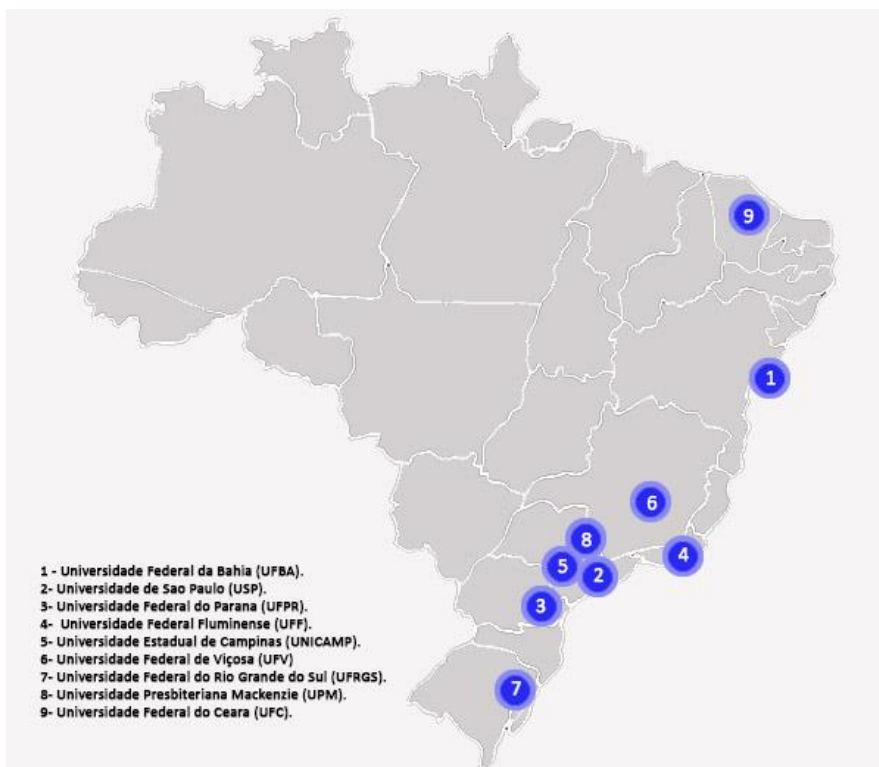 9
1
6
8
4
5
2
3
7
1 - Universidade Federal da Bahia (UFBA).
2- Universidade de Sao Paulo (USP).
3- Universidade Federal do Parana (UFPR).
4- Universidade Federal Fluminense (UFF).
5- Universidade Estadual de Campinas (UNICAMP).
6- Universidade Federal de Viçosa (UFV)
7- Universidade Federal do Rio Grande do Sul (UFRGS).
8- Universidade Presbiteriana Mackenzie (UPM).
9- Universidade Federal do Ceara (UFC).